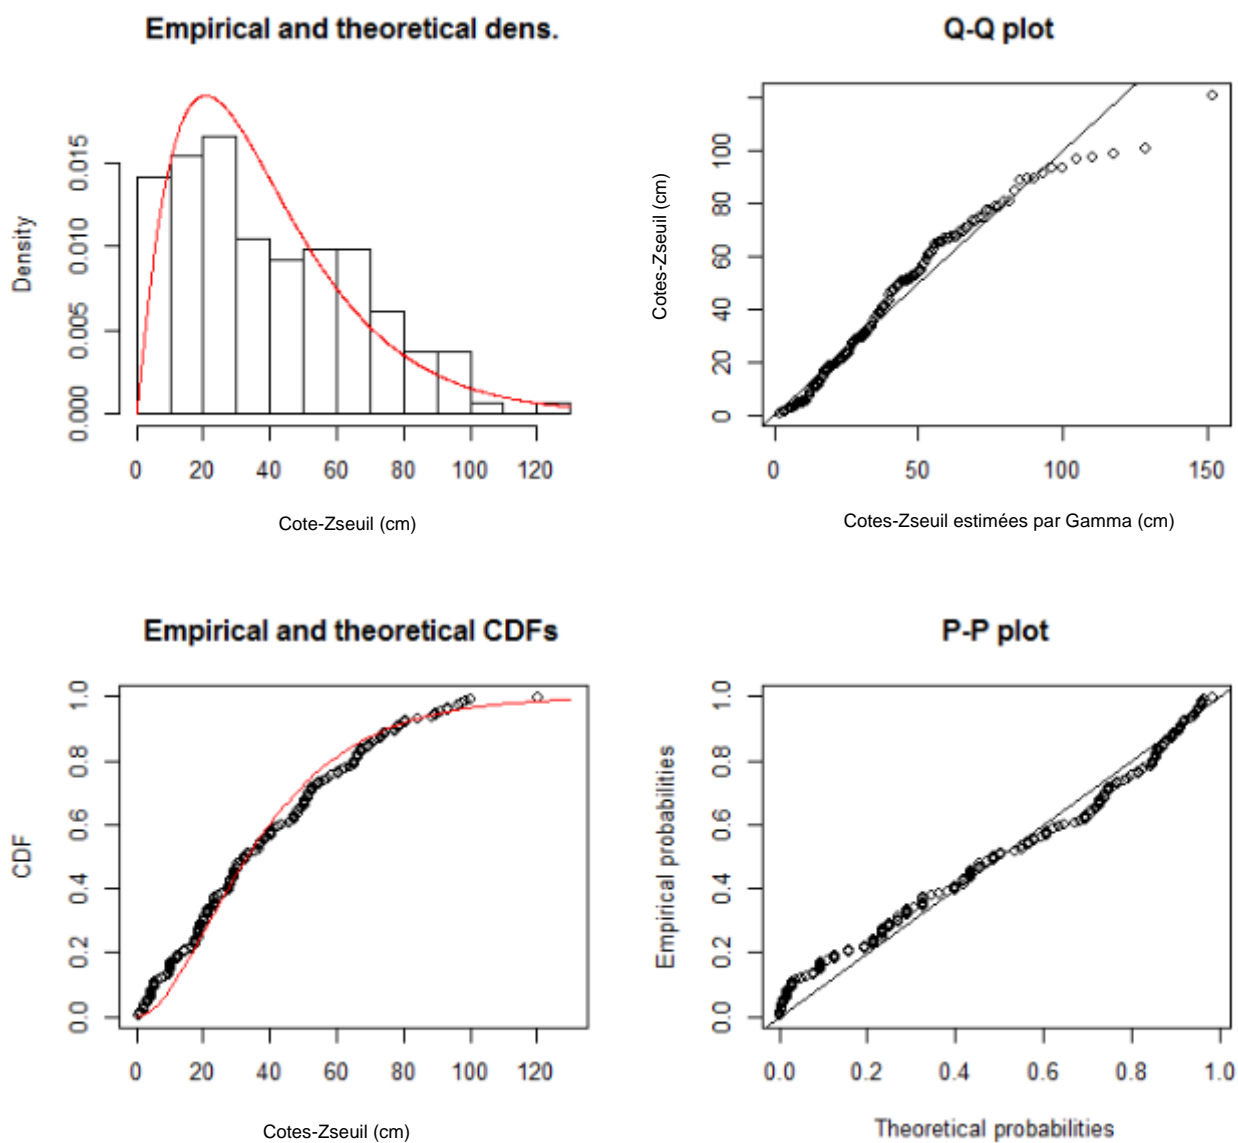 Empirical and theoretical dens.
Density
0.000 0.005 0.010 0.015
0 20 40 60 80 100 120
Cote-Zseuil (cm)
Q-Q plot
Cotes-Zseuil (cm)
0 20 40 60 80 100
0 50 100 150
Cotes-Zseuil estimées par Gamma (cm)
Empirical and theoretical CDFs
CDF
0.0 0.2 0.4 0.6 0.8 1.0
0 20 40 60 80 100 120
Cotes-Zseuil (cm)
P-P plot
Empirical probabilities
0.0 0.2 0.4 0.6 0.8 1.0
0.0 0.2 0.4 0.6 0.8 1.0
Theoretical probabilities